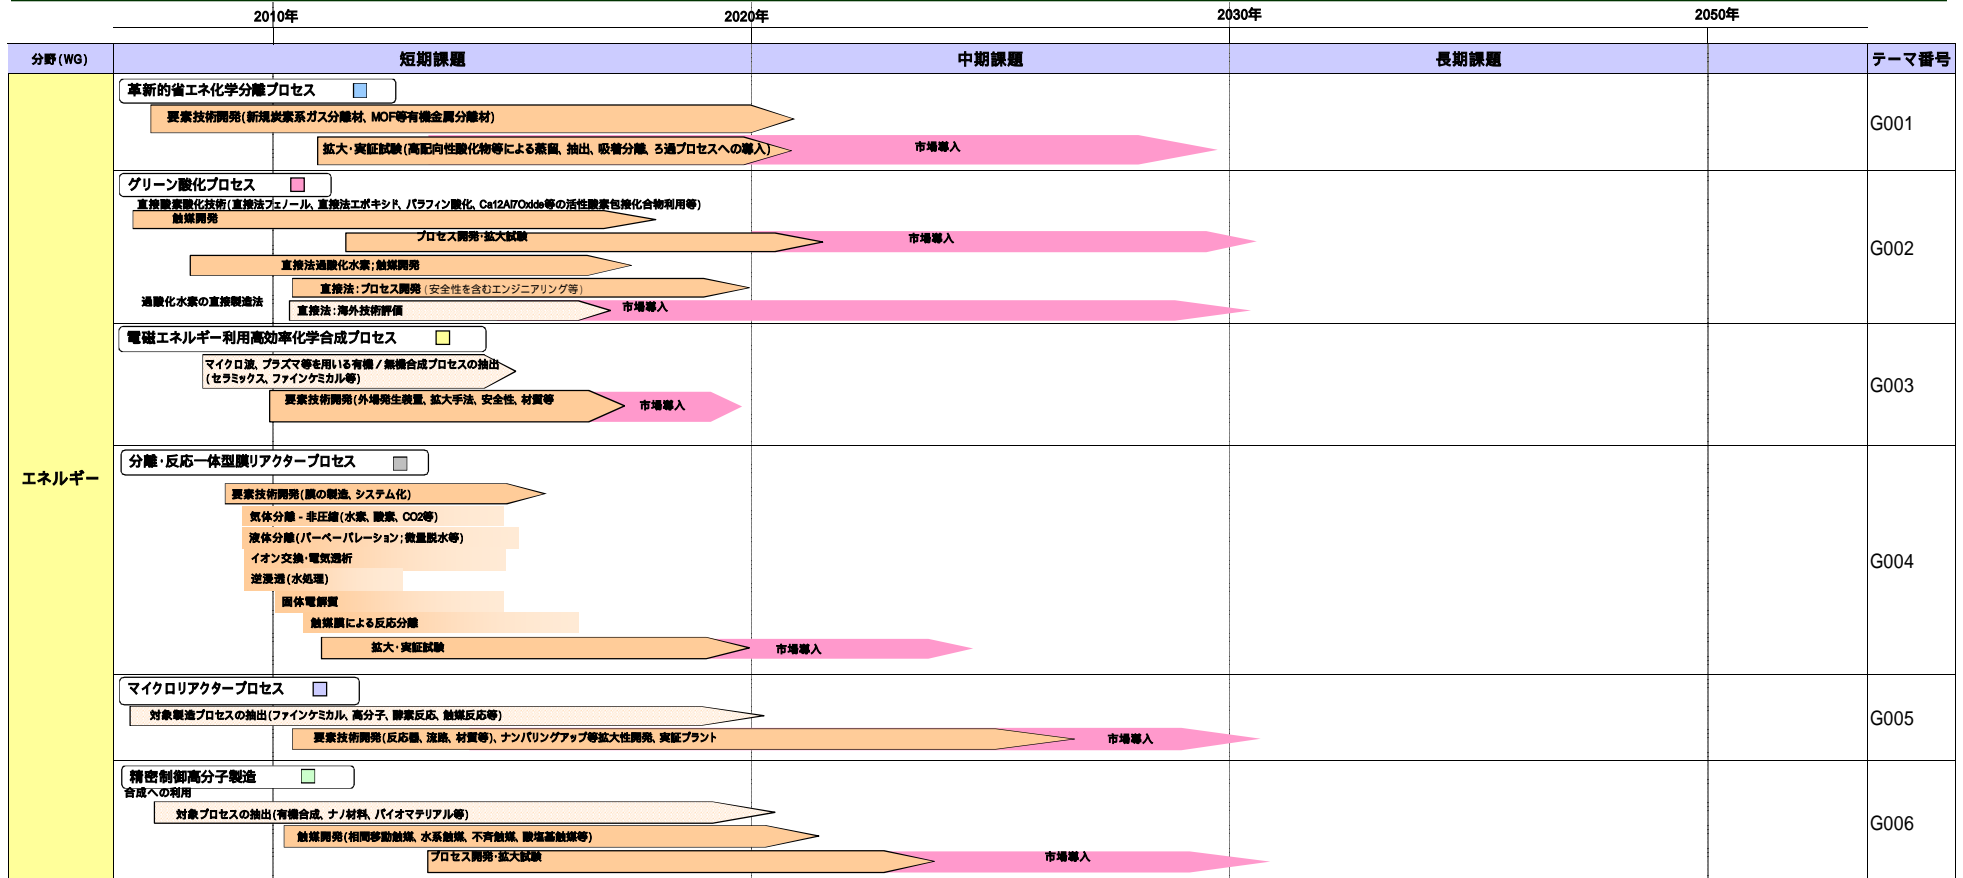 2010年
2020年
2030年
2050年
分野(WG)
短期課題
中期課題
長期課題
テーマ番号
エネルギー
革新的省エネ化学分離プロセス
要素技術開発(新規炭素系ガス分離材、MOF等有機金属分離材)
拡大・実証試験(高配向性酸化物等による蒸留、抽出、吸着分離、ろ過プロセスへの導入)
市場導入
G001
グリーン酸化プロセス
直接酸素酸化技術(直接法フェノール、直接法エポキシド、パラフィン酸化、Ca12Al7Oxide等の活性酸素包接化合物利用等)
触媒開発
プロセス開発・拡大試験
市場導入
直接法過酸化水素;触媒開発
直接法:プロセス開発(安全性を含むエンジニアリング等)
過酸化水素の直接製造法
直接法:海外技術評価
市場導入
G002
電磁エネルギー利用高効率化学合成プロセス
マイクロ波、プラズマ等を用いる有機/無機合成プロセスの抽出
(セラミックス、ファインケミカル等)
要素技術開発(外場発生装置、拡大手法、安全性、材質等
市場導入
G003
分離・反応一体型膜リアクタープロセス
要素技術開発(膜の製造、システム化)
気体分離-非圧縮(水素、酸素、CO2等)
液体分離(パーベーパレーション;微量脱水等)
イオン交換・電気透析
逆浸透(水処理)
固体電解質
触媒膜による反応分離
拡大・実証試験
市場導入
G004
マイクロリアクタープロセス
対象製造プロセスの抽出(ファインケミカル、高分子、酵素反応、触媒反応等)
要素技術開発(反応器、流路、材質等)、ナンバリングアップ等拡大性開発、実証プラント
市場導入
G005
精密制御高分子製造
合成への利用
対象プロセスの抽出(有機合成、ナノ材料、バイオマテリアル等)
触媒開発(相間移動触媒、水系触媒、不斉触媒、酸塩基触媒等)
プロセス開発・拡大試験
市場導入
G006